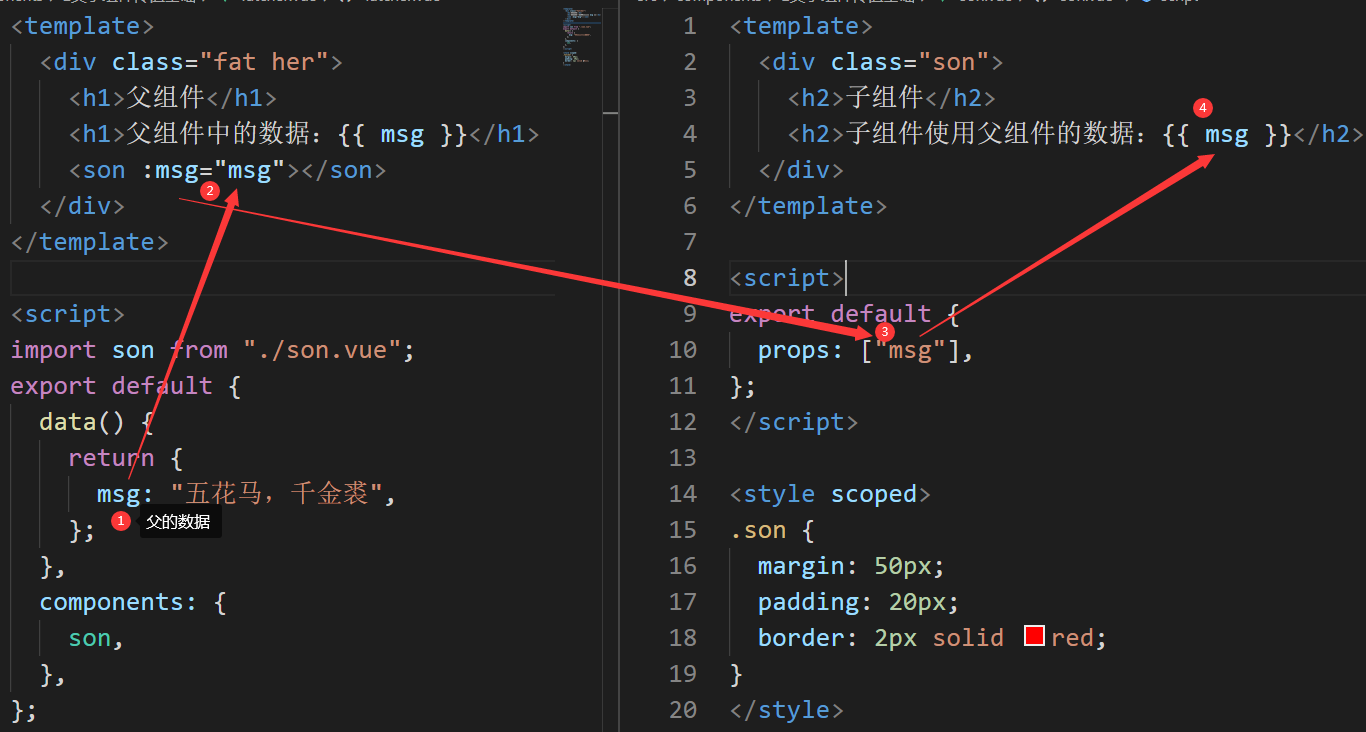 <template>
<div class="fat her">
<h1>父组件</h1>
<h1>父组件中的数据：{{ msg }}</h1>
<son :msg="msg"></son>
2
</div>
</template>
<script>
import son from "./son.vue";
export default {
data() {
return {
msg: "五花马，千金裘",
1 父的数据
};
},
components: {
son,
},
};
1 <template>
2 <div class="son">
3 <h2>子组件</h2>
4
4 <h2>子组件使用父组件的数据：{{ msg }}</h2>
5 </div>
6 </template>
7
8 <script>
9 export default {
3
10 props: ["msg"],
11 };
12 </script>
13
14 <style scoped>
15 .son {
16 margin: 50px;
17 padding: 20px;
18 border: 2px solid red;
19 }
20 </style>